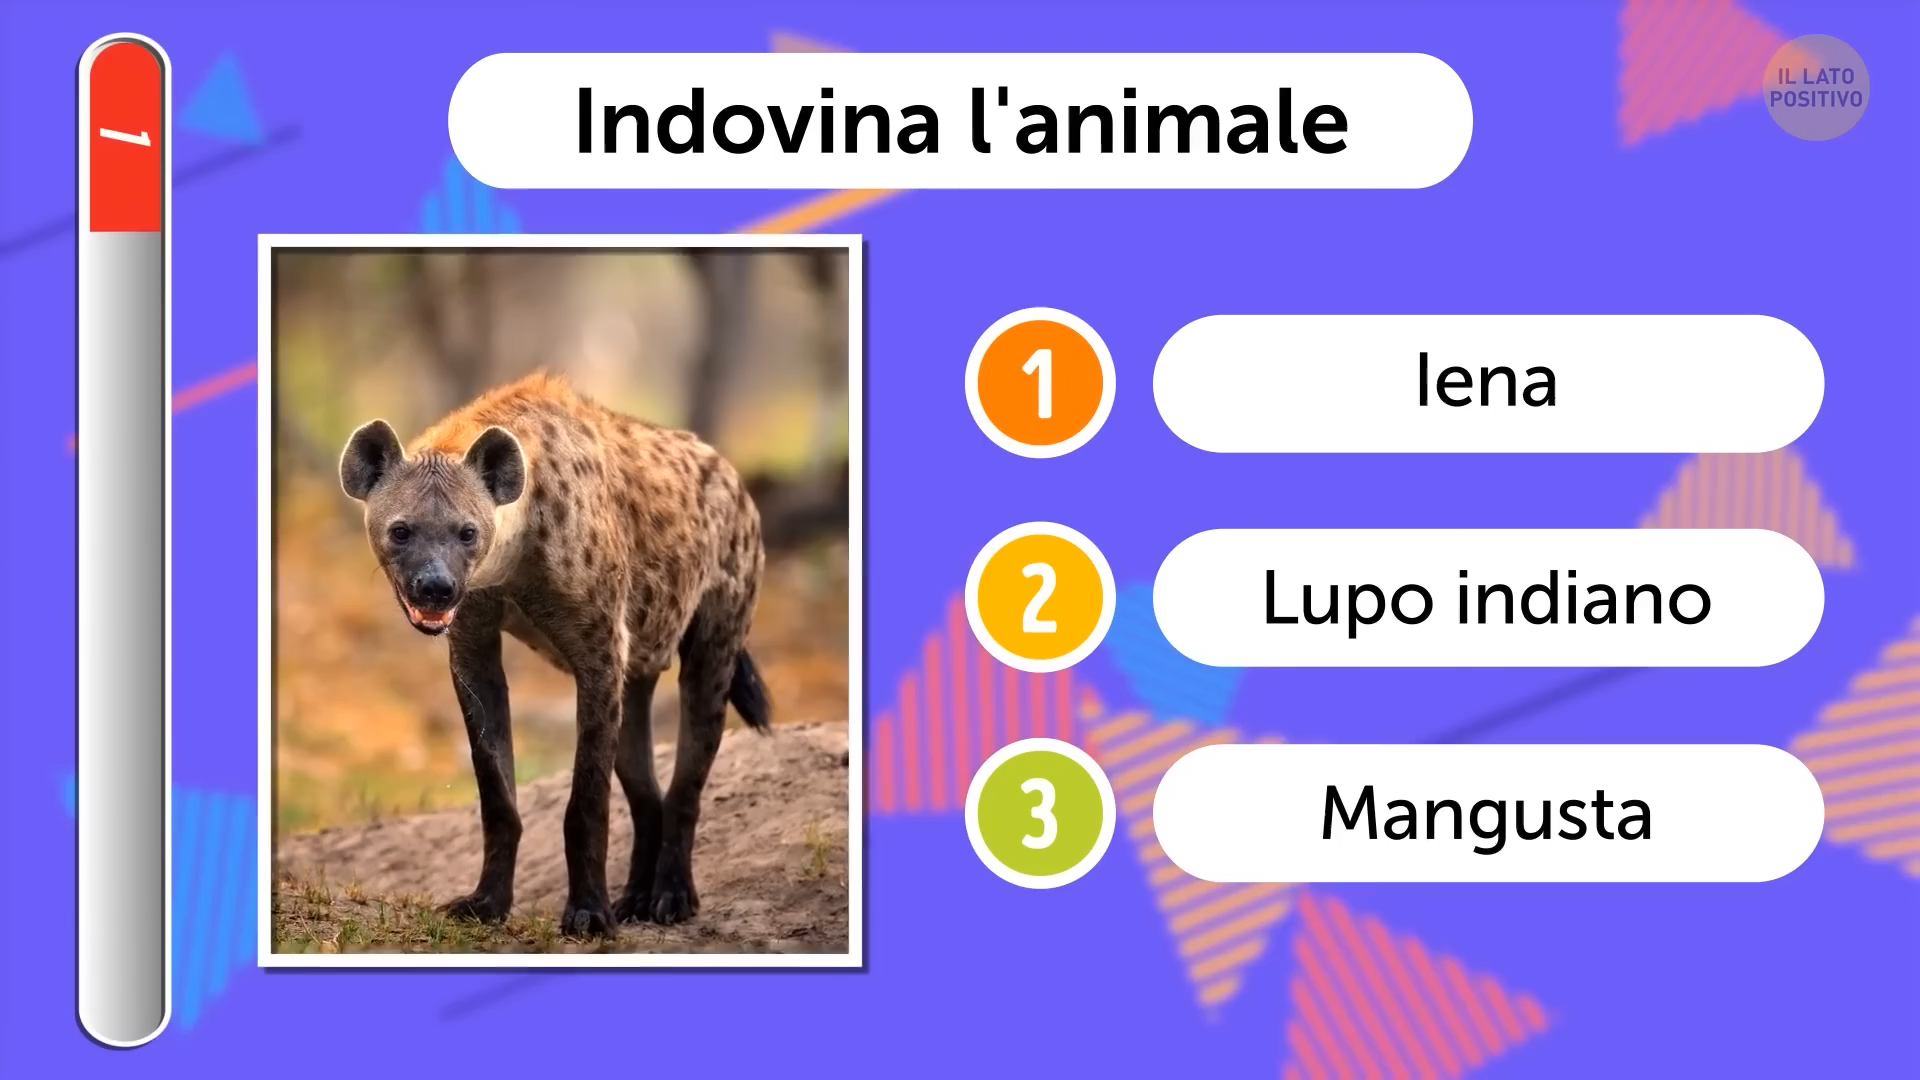 Indovina l'animale
IL LATO
POSITIVO
1
1
Iena
2
Lupo indiano
3
Mangusta